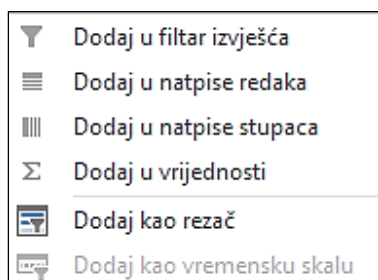 Dodaj u filtar izvješća
Dodaj u natpise redaka
Dodaj u natpise stupaca
Dodaj u vrijednosti
Dodaj kao rezač
Dodaj kao vremensku skalu